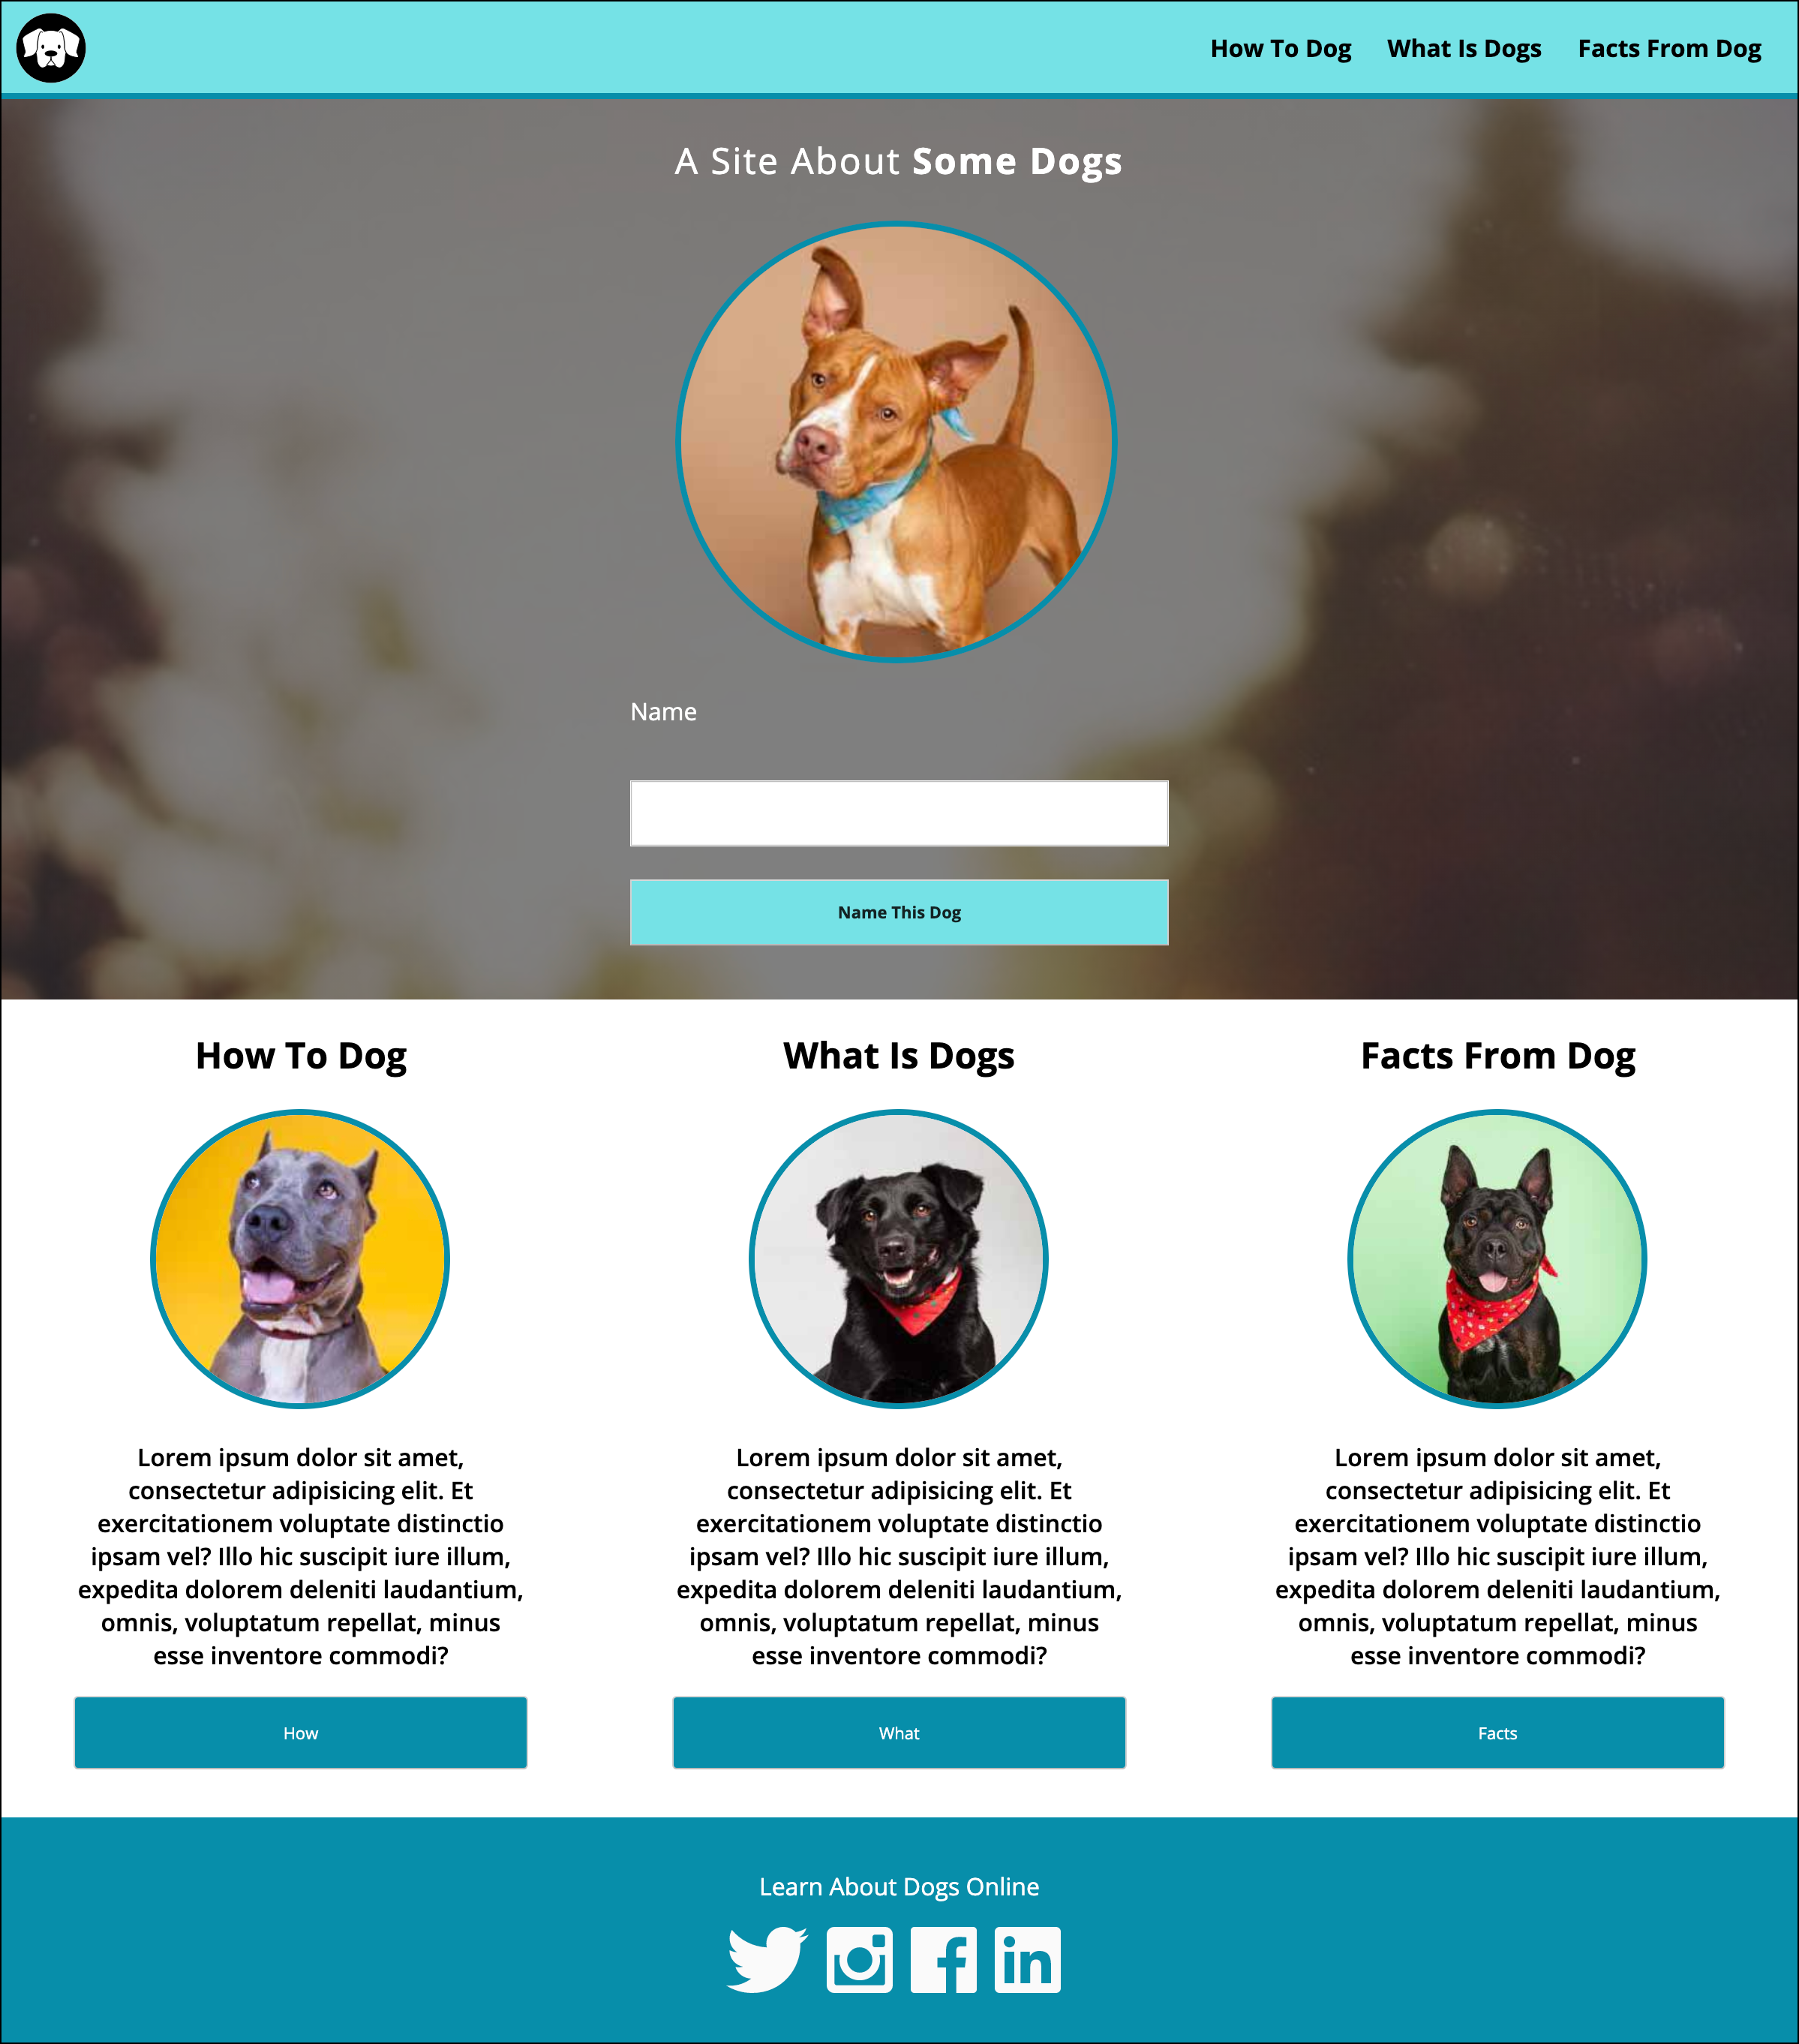 How To Dog What Is Dogs Facts From Dog
A Site About Some Dogs
Name
Name This Dog
How To Dog
Lorem ipsum dolor sit amet,
consectetur adipisicing elit. Et
exercitationem voluptate distinctio
ipsam vel? Illo hic suscipit iure illum,
expedita dolorem deleniti laudantium,
omnis, voluptatum repellat, minus
esse inventore commodi?
How
What Is Dogs
Lorem ipsum dolor sit amet,
consectetur adipisicing elit. Et
exercitationem voluptate distinctio
ipsam vel? Illo hic suscipit iure illum,
expedita dolorem deleniti laudantium,
omnis, voluptatum repellat, minus
esse inventore commodi?
What
Facts From Dog
Lorem ipsum dolor sit amet,
consectetur adipisicing elit. Et
exercitationem voluptate distinctio
ipsam vel? Illo hic suscipit iure illum,
expedita dolorem deleniti laudantium,
omnis, voluptatum repellat, minus
esse inventore commodi?
Facts
Learn About Dogs Online